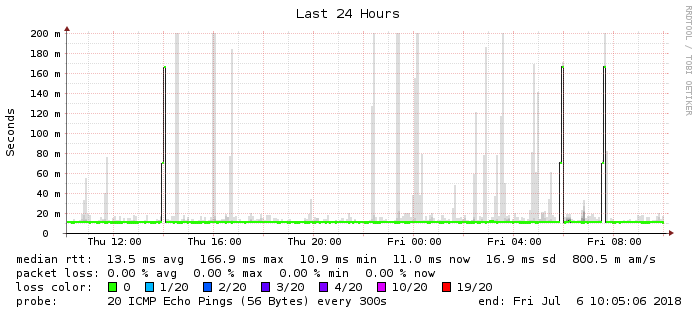 Last 24 Hours
RRDTOOL / TOBI OETIKER
Seconds
200 m
180 m
160 m
140 m
120 m
100 m
80 m
60 m
40 m
20 m
0
Thu 12:00 Thu 16:00 Thu 20:00 Fri 00:00 Fri 04:00 Fri 08:00
median rtt: 13.5 ms avg 166.9 ms max 10.9 ms min 11.0 ms now 16.9 ms sd 800.5 m am/s
packet loss: 0.00 % avg 0.00 % max 0.00 % min 0.00 % now
loss color: 0 1/20 2/20 3/20 4/20 10/20 19/20
probe: 20 ICMP Echo Pings (56 Bytes) every 300s end: Fri Jul 6 10:05:06 2018